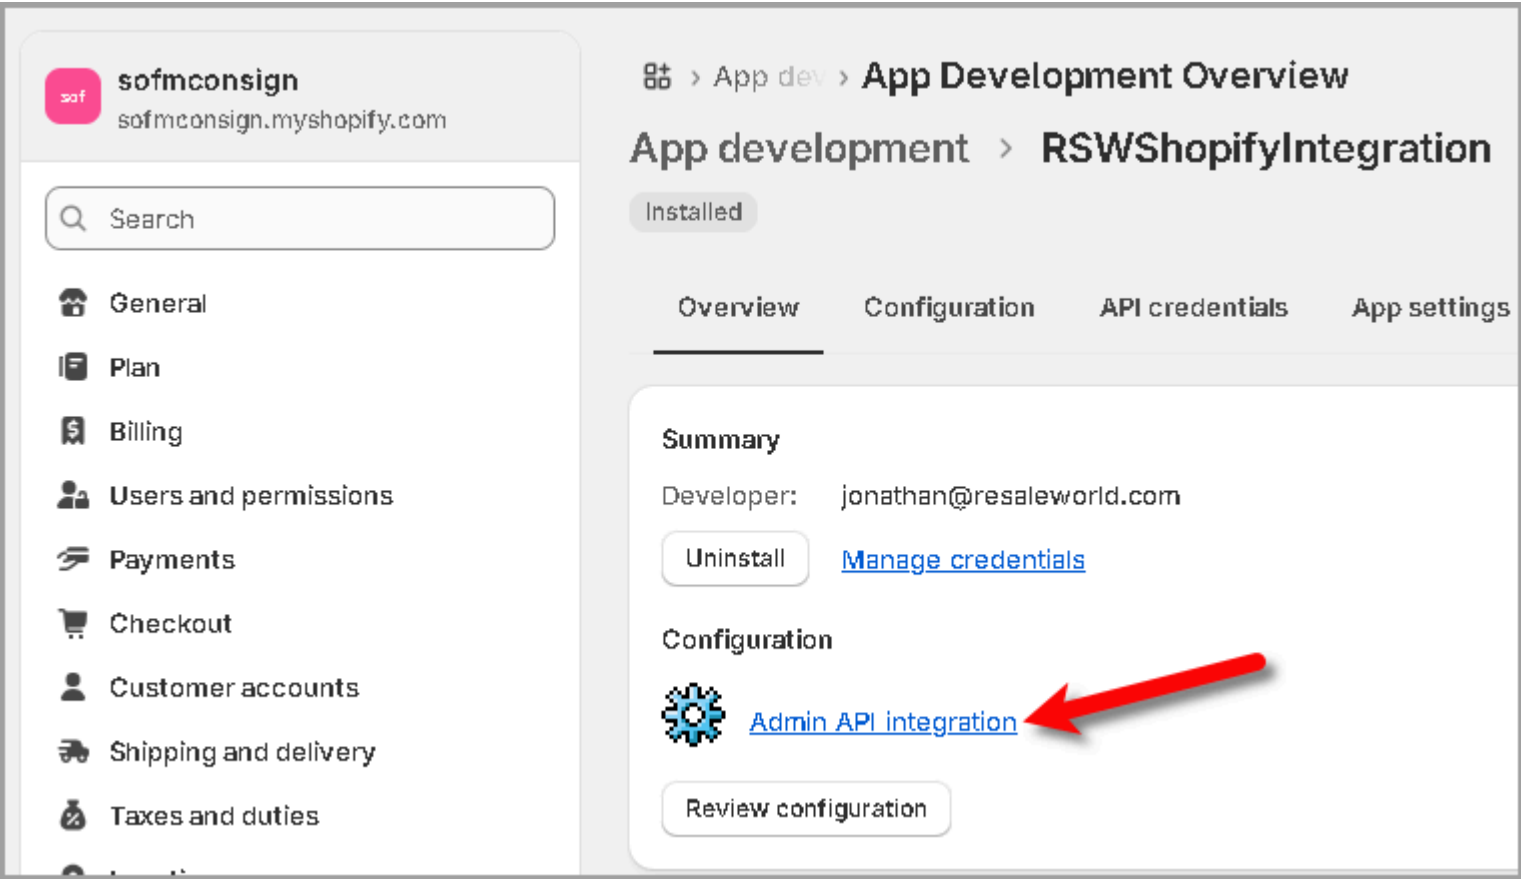 sof
sofmconsign
sofmconsign.myshopify.com
Search
General
Plan
Billing
Users and permissions
Payments
Checkout
Customer accounts
Shipping and delivery
Taxes and duties
App dev > App Development Overview
App development > RSWShopifyIntegration
Installed
Overview Configuration API credentials App settings
Summary
Developer: jonathan@resaleworld.com
Uninstall Manage credentials
Configuration
Admin API integration
Review configuration